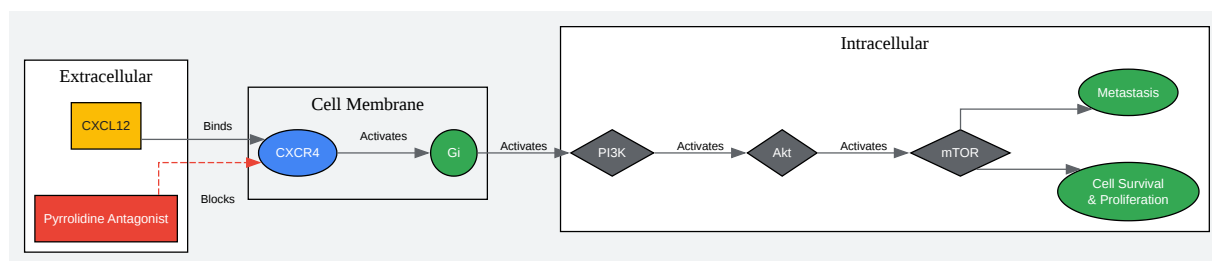 Extracellular
CXCL12
Pyrrolidine Antagonist
Binds
Blocks
Cell Membrane
CXCR4
Activates
Gi
Activates
Intracellular
PI3K
Activates
Akt
Activates
mTOR
Metastasis
Cell Survival
& Proliferation